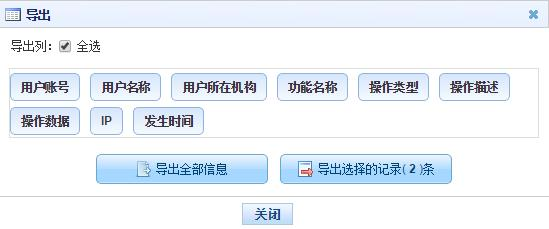 导出
导出列： 全选
用户账号 用户名称 用户所在机构 功能名称 操作类型 操作描述
操作数据 IP 发生时间
导出全部信息 导出选择的记录( 2 )条
关闭